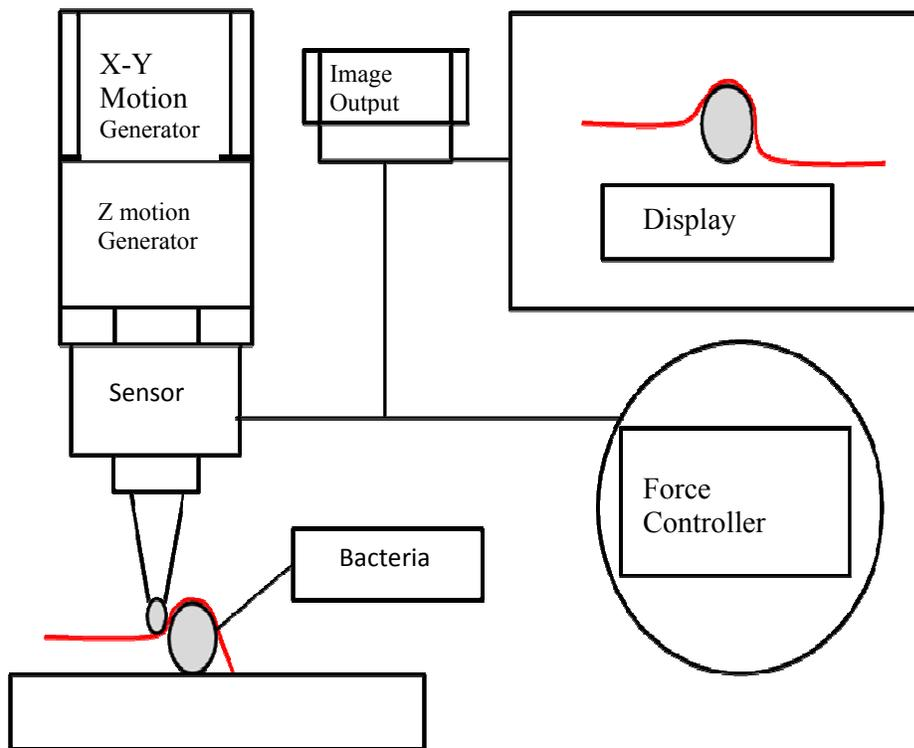 X-Y
Motion
Generator
Image
Output
Z motion
Generator
Display
Sensor
Force
Controller
Bacteria